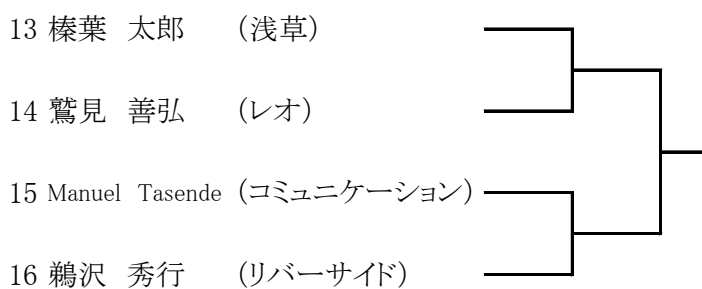 13 榛葉 太郎 (浅草)
14 鷲見 善弘 (レオ)
15 Manuel Tasende (コミュニケーション)
16 鵜沢 秀行 (リバーサイド)